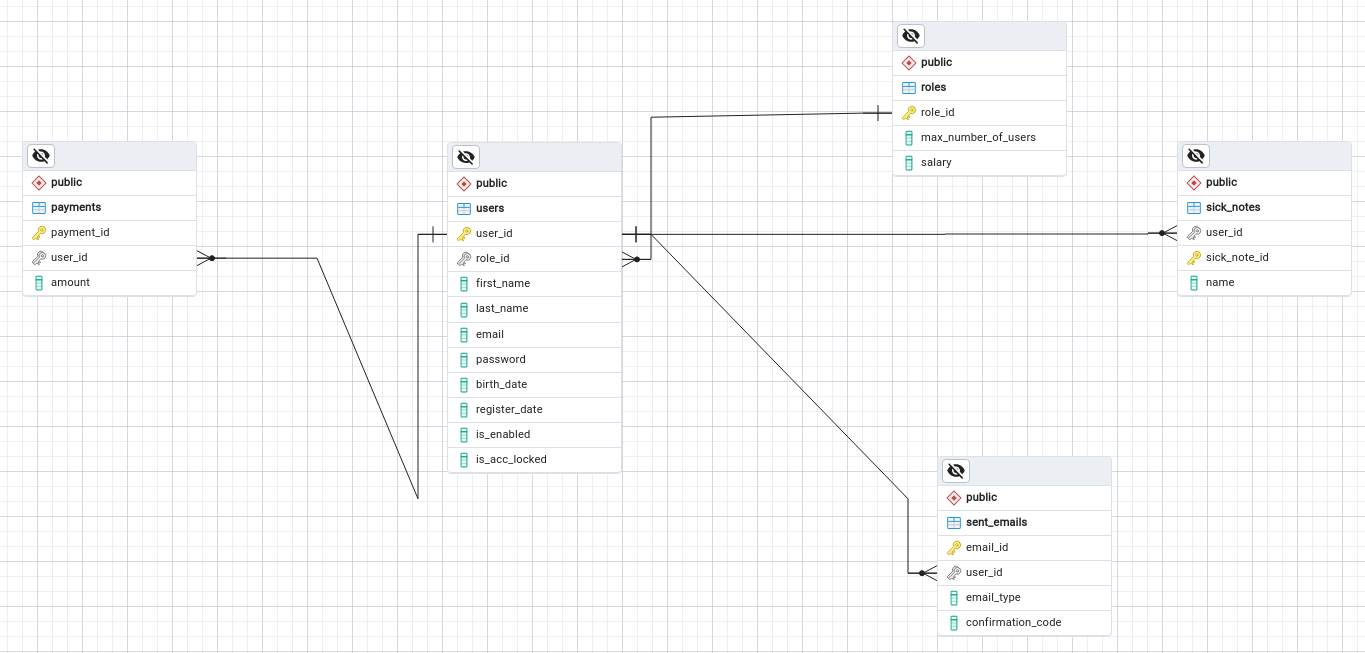 public
payments
payment_id
user_id
amount
public
users
user_id
role_id
first_name
last_name
email
password
birth_date
register_date
is_enabled
is_acc_locked
public
roles
role_id
max_number_of_users
salary
public
sick_notes
user_id
sick_note_id
name
public
sent_emails
email_id
user_id
email_type
confirmation_code